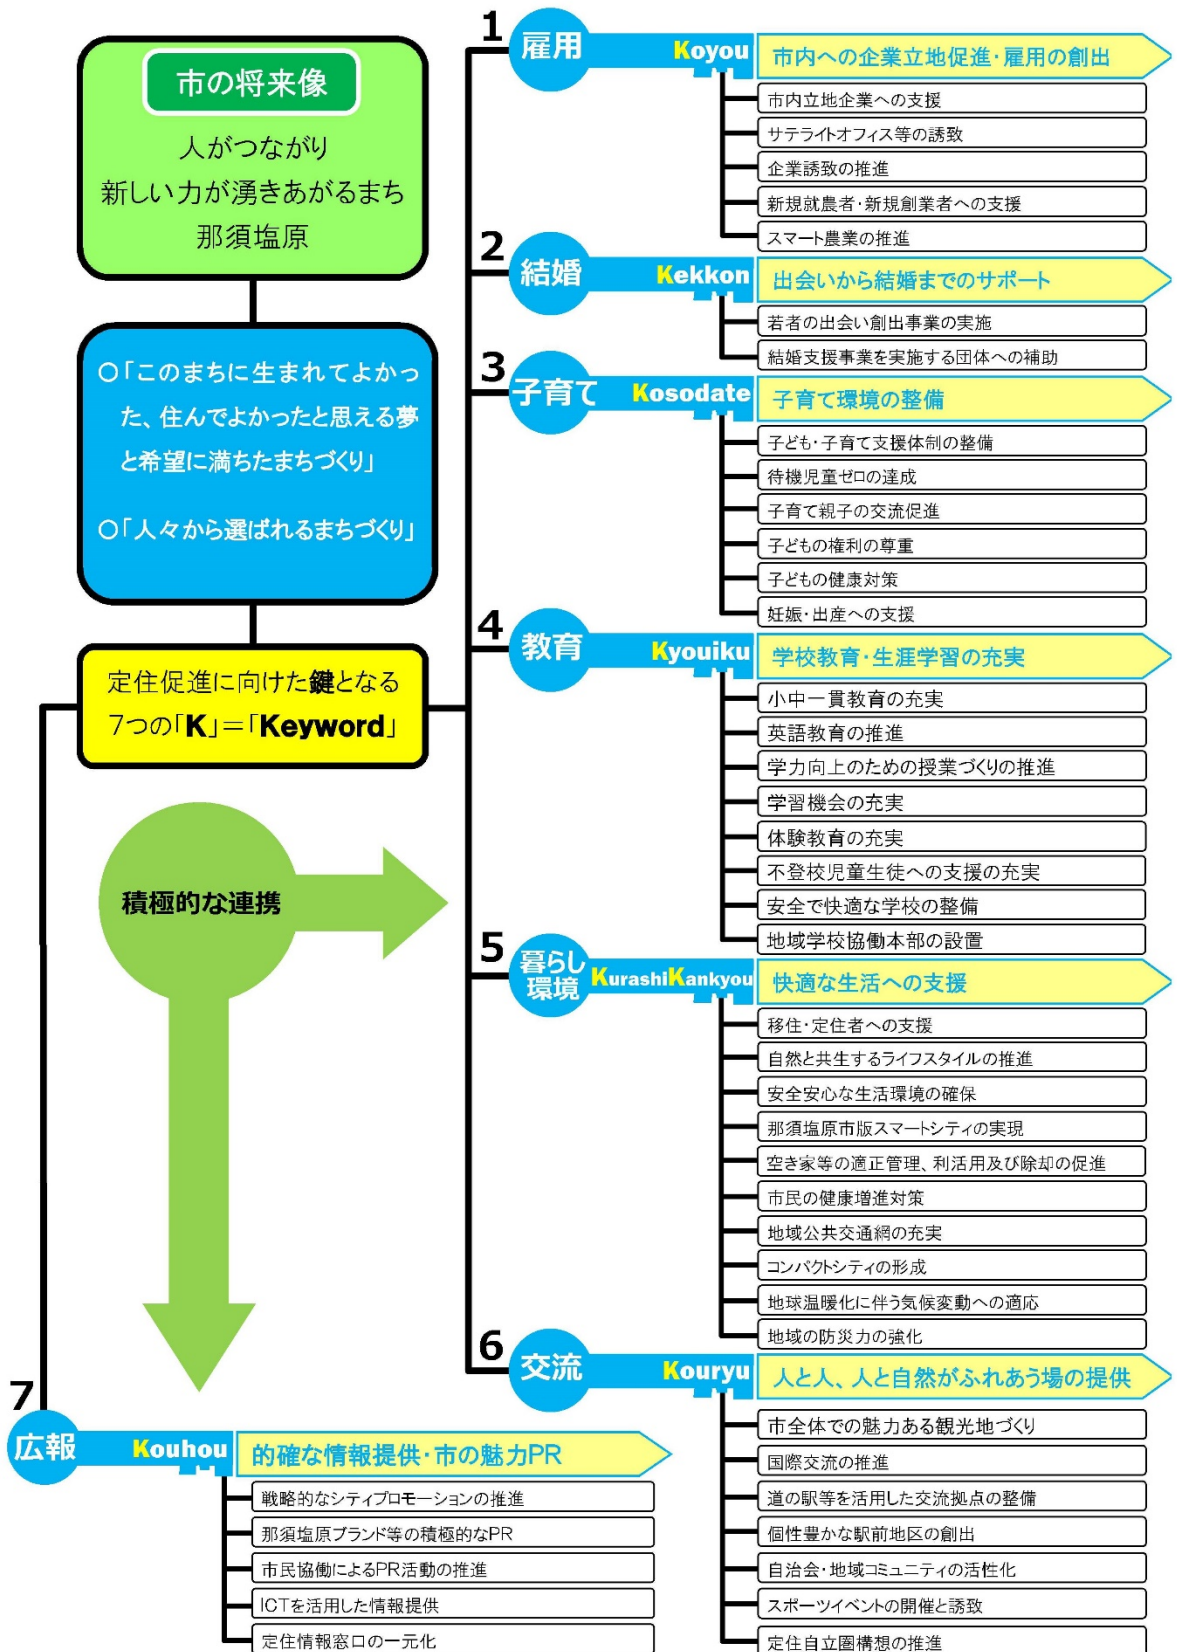 市の将来像
人がつながり
新しい力が湧きあがるまち
那須塩原
○「このまちに生まれてよかっ
た、住んでよかったと思える夢
と希望に満ちたまちづくり」
○「人々から選ばれるまちづくり」
定住促進に向けた鍵となる
7つの「K」＝「Keyword」
積極的な連携
1
雇用
Koyou
市内への企業立地促進・雇用の創出
市内立地企業への支援
サテライトオフィス等の誘致
企業誘致の推進
新規就農者・新規創業者への支援
スマート農業の推進
2
結婚
Kekkon
出会いから結婚までのサポート
若者の出会い創出事業の実施
結婚支援事業を実施する団体への補助
3
子育て
Kosodate
子育て環境の整備
子ども・子育て支援体制の整備
待機児童ゼロの達成
子育て親子の交流促進
子どもの権利の尊重
子どもの健康対策
妊娠・出産への支援
4
教育
Kyouiku
学校教育・生涯学習の充実
小中一貫教育の充実
英語教育の推進
学力向上のための授業づくりの推進
学習機会の充実
体験教育の充実
不登校児童生徒への支援の充実
安全で快適な学校の整備
地域学校協働本部の設置
5
暮らし
環境
KurashiKankyou
快適な生活への支援
移住・定住者への支援
自然と共生するライフスタイルの推進
安全安心な生活環境の確保
那須塩原市版スマートシティの実現
空き家等の適正管理、利活用及び除却の促進
市民の健康増進対策
地域公共交通網の充実
コンパクトシティの形成
地球温暖化に伴う気候変動への適応
地域の防災力の強化
6
交流
Kouryu
人と人、人と自然がふれあう場の提供
市全体での魅力ある観光地づくり
国際交流の推進
道の駅等を活用した交流拠点の整備
個性豊かな駅前地区の創出
自治会・地域コミュニティの活性化
スポーツイベントの開催と誘致
定住自立圏構想の推進
7
広報
Kouhou
的確な情報提供・市の魅力PR
戦略的なシティプロモーションの推進
那須塩原ブランド等の積極的なPR
市民協働によるPR活動の推進
ICTを活用した情報提供
定住情報窓口の一元化